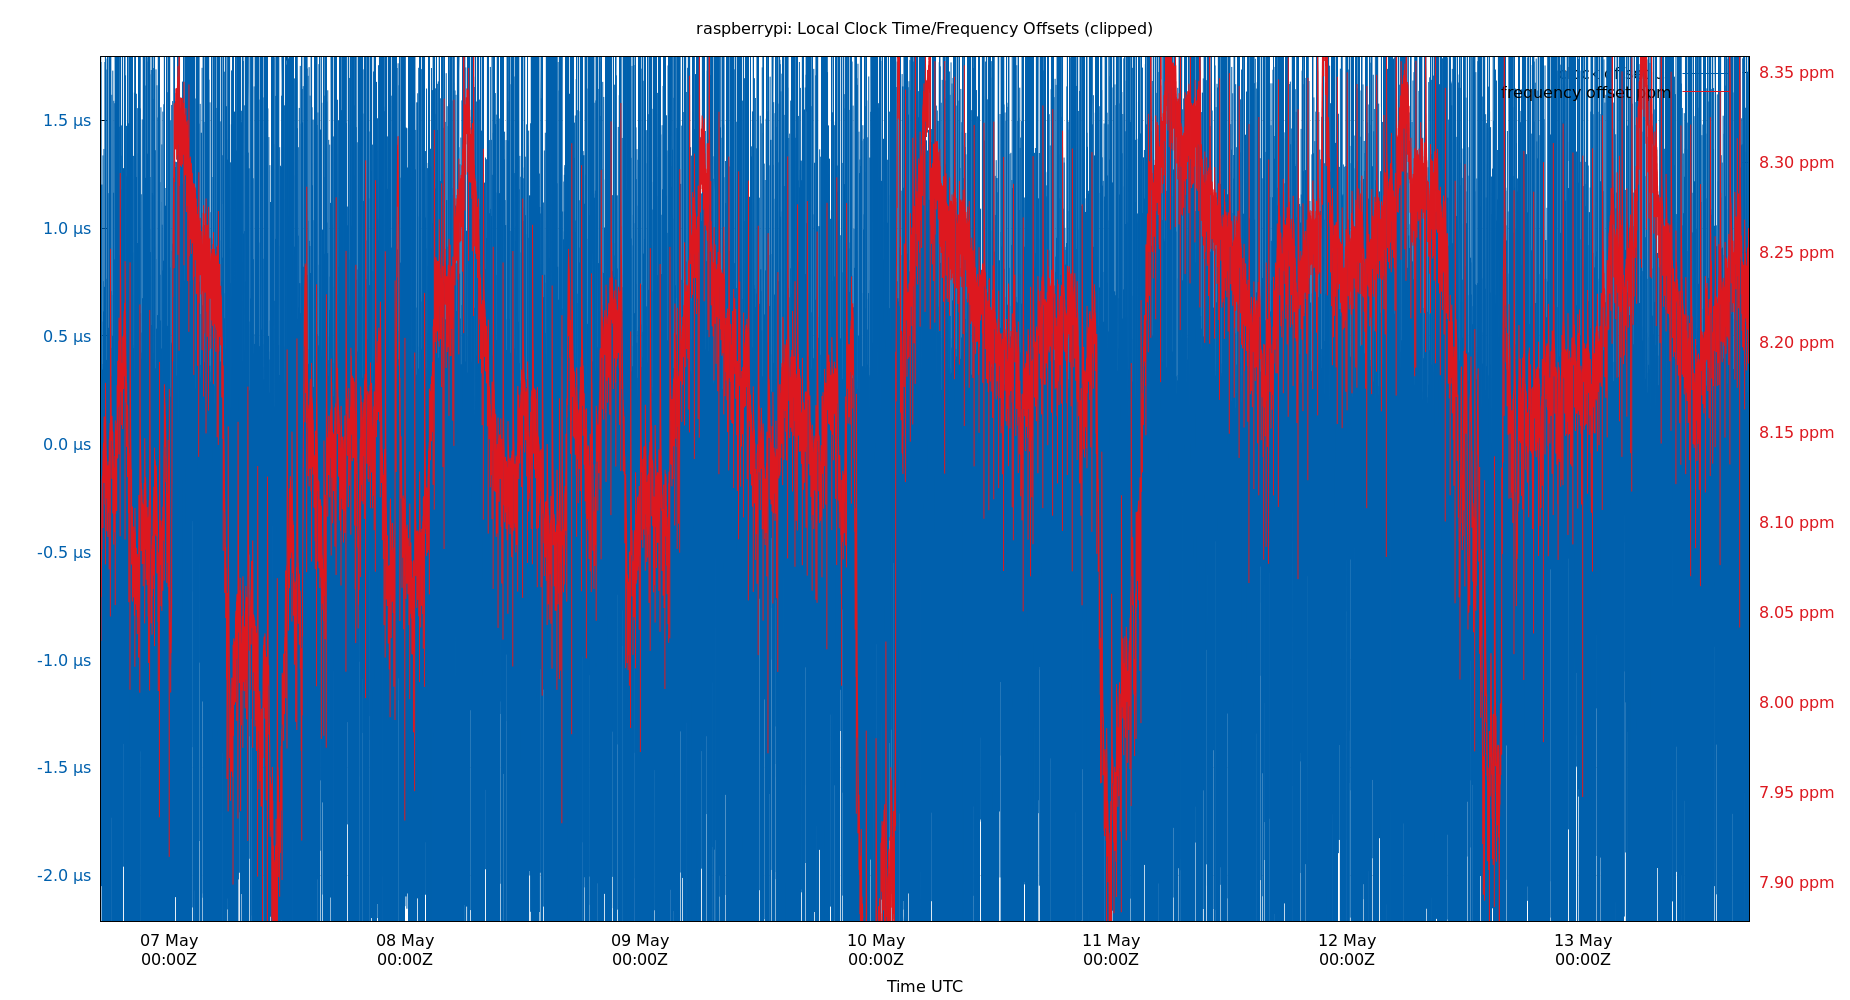 raspberrypi: Local Clock Time/Frequency Offsets (clipped)
frequency offset ppm
1.5 µs
1.0 µs
0.5 µs
0.0 µs
-0.5 µs
-1.0 µs
-1.5 µs
-2.0 µs
8.35 ppm
8.30 ppm
8.25 ppm
8.20 ppm
8.15 ppm
8.10 ppm
8.05 ppm
8.00 ppm
7.95 ppm
7.90 ppm
07 May 08 May 09 May 10 May 11 May 12 May 13 May
00:00Z 00:00Z 00:00Z 00:00Z 00:00Z 00:00Z 00:00Z
Time UTC